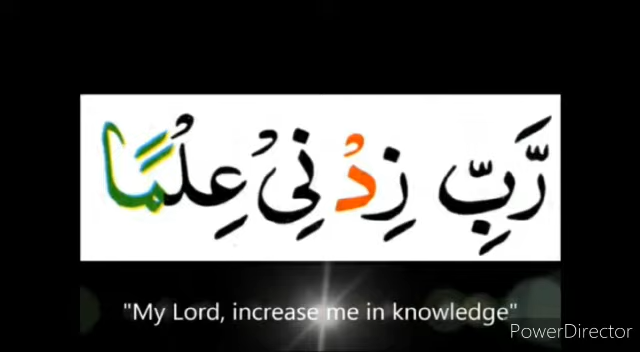 رَّبِّ زِدْ نِیْ عِلْمًا
"My Lord, increase me in knowledge"
PowerDirector